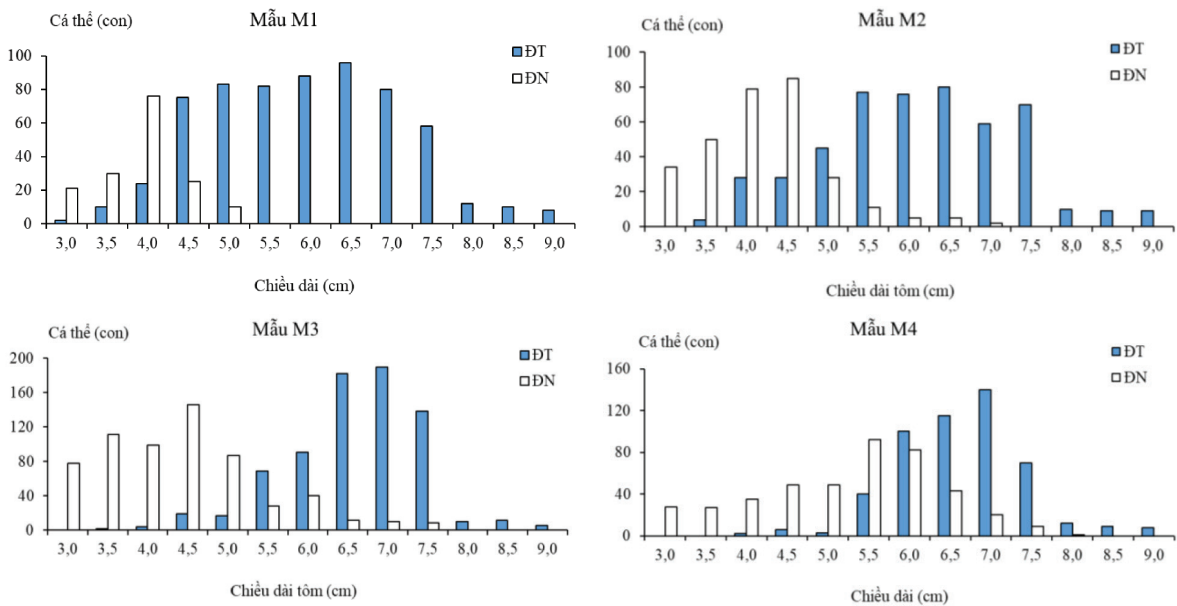 Cá thể (con)
Mẫu M1
ĐT
ĐN
100
80
60
40
20
0
3,0 3,5 4,0 4,5 5,0 5,5 6,0 6,5 7,0 7,5 8,0 8,5 9,0
Chiều dài (cm)
Cá thể (con)
Mẫu M2
ĐT
ĐN
100
80
60
40
20
0
3,0 3,5 4,0 4,5 5,0 5,5 6,0 6,5 7,0 7,5 8,0 8,5 9,0
Chiều dài tôm (cm)
Cá thể (con)
Mẫu M3
ĐT
ĐN
200
160
120
80
40
0
3,0 3,5 4,0 4,5 5,0 5,5 6,0 6,5 7,0 7,5 8,0 8,5 9,0
Chiều dài tôm (cm)
Cá thể (con)
Mẫu M4
ĐT
ĐN
160
120
80
40
0
3,0 3,5 4,0 4,5 5,0 5,5 6,0 6,5 7,0 7,5 8,0 8,5 9,0
Chiều dài (cm)